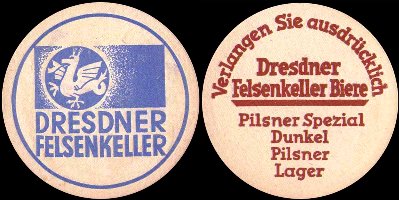 DRESDNER
FELSENKELLER
Verlangen Sie ausdrücklich
Dresdner
Felsenkeller Biere
Pilsner Spezial
Dunkel
Pilsner
Lager